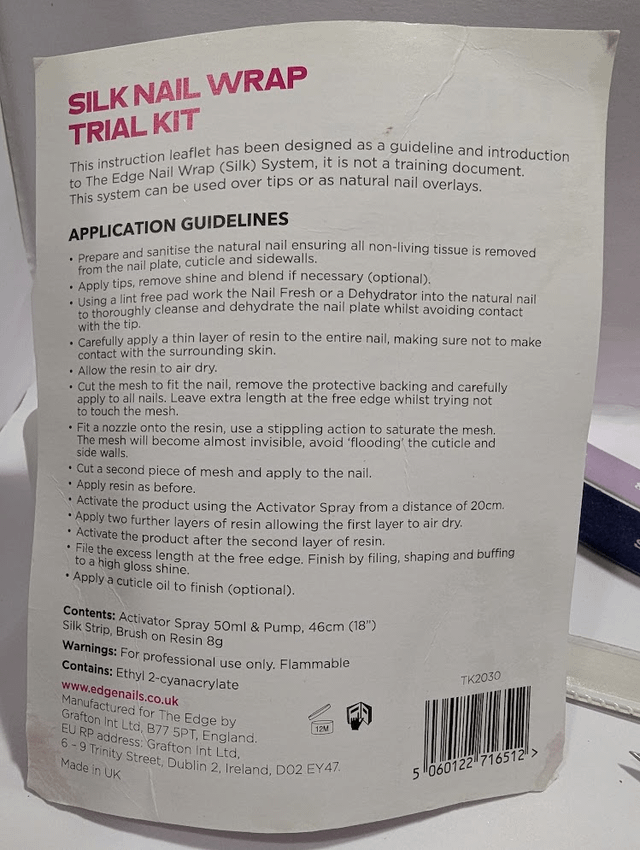 SILK NAIL WRAP
TRIAL KIT
This instruction leaflet has been designed as a guideline and introduction
to The Edge Nail Wrap (Silk) System, it is not a training document.
This system can be used over tips or as natural nail overlays.
APPLICATION GUIDELINES
• Prepare and sanitise the natural nail ensuring all non-living tissue is removed
from the nail plate, cuticle and sidewalls.
• Apply tips, remove shine and blend if necessary (optional).
• Using a lint free pad work the Nail Fresh or a Dehydrator into the natural nail
to thoroughly cleanse and dehydrate the nail plate whilst avoiding contact
with the tip.
• Carefully apply a thin layer of resin to the entire nail, making sure not to make
contact with the surrounding skin.
• Allow the resin to air dry.
• Cut the mesh to fit the nail, remove the protective backing and carefully
apply to all nails. Leave extra length at the free edge whilst trying not
to touch the mesh.
• Fit a nozzle onto the resin, use a stippling action to saturate the mesh.
The mesh will become almost invisible, avoid 'flooding' the cuticle and
side walls.
• Cut a second piece of mesh and apply to the nail.
• Apply resin as before.
• Activate the product using the Activator Spray from a distance of 20cm.
• Apply two further layers of resin allowing the first layer to air dry.
• Activate the product after the second layer of resin.
• File the excess length at the free edge. Finish by filing, shaping and buffing
to a high gloss shine.
• Apply a cuticle oil to finish (optional).
Contents: Activator Spray 50ml & Pump, 46cm (18")
Silk Strip, Brush on Resin 8g
Warnings: For professional use only. Flammable
Contains: Ethyl 2-cyanacrylate
www.edgenails.co.uk
Manufactured for The Edge by
Grafton Int Ltd, B77 5PT, England.
EU RP address: Grafton Int Ltd,
6 - 9 Trinity Street, Dublin 2, Ireland, D02 EY47.
Made in UK
12M
TK2030
5 060122 716512 >